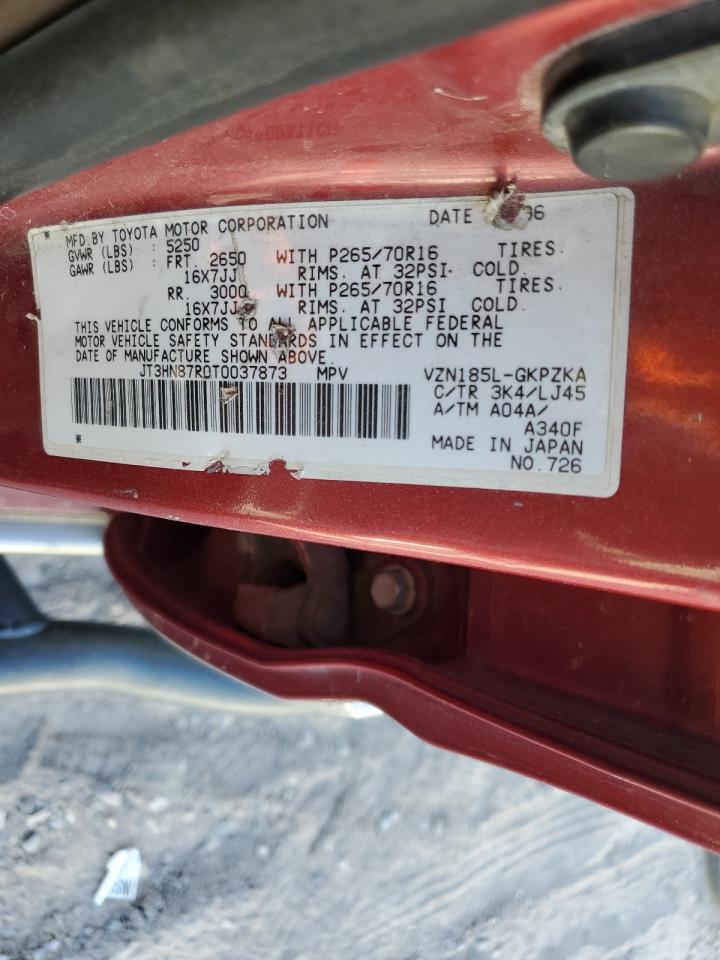 MFD.BY TOYOTA MOTOR CORPORATION DATE 96
GVWR (LBS) : 5250
GAWR (LBS) : FRT. 2650 WITH P265/70R16 TIRES.
16X7JJ RIMS. AT 32PSI COLD.
RR. 3000 WITH P265/70R16 TIRES.
16X7JJ RIMS. AT 32PSI COLD.
THIS VEHICLE CONFORMS TO ALL APPLICABLE FEDERAL
MOTOR VEHICLE SAFETY STANDARDS IN EFFECT ON THE
DATE OF MANUFACTURE SHOWN ABOVE.
JT3HN87R0T0037873 MPV VZN185L-GKPZKA
C/TR 3K4/LJ45
A/TM A04A/
A340F
MADE IN JAPAN
NO.726